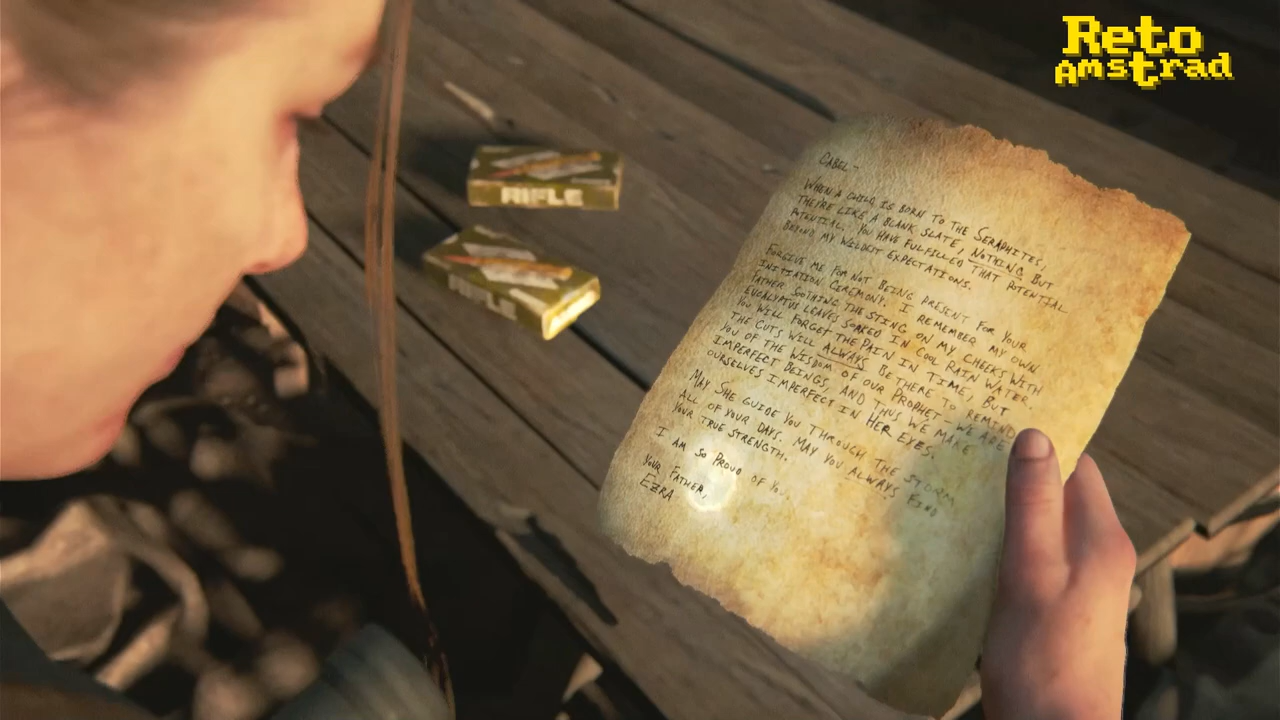 Reto
Amstrad
RIFLE
RIFLE
CABEL-
WHEN A CHILD IS BORN TO THE SERAPHITES,
THEY'RE LIKE A BLANK SLATE, NOTHING BUT
POTENTIAL. YOU HAVE FULFILLED THAT POTENTIAL
BEYOND MY WILDEST EXPECTATIONS.
FORGIVE ME FOR NOT BEING PRESENT FOR YOUR
INITIATION CEREMONY. I REMEMBER MY OWN
FATHER SOOTHING THE STING ON MY CHEEKS WITH
EUCALYPTUS LEAVES SOAKED IN COOL RAIN WATER.
YOU WILL FORGET THE PAIN IN TIME, BUT
THE CUTS WILL ALWAYS BE THERE TO REMIND
YOU OF THE WISDOM OF OUR PROPHET - WE ARE
IMPERFECT BEINGS, AND THUS WE MAKE
OURSELVES IMPERFECT IN HER EYES.
MAY SHE GUIDE YOU THROUGH THE STORM
ALL OF YOUR DAYS. MAY YOU ALWAYS FIND
YOUR TRUE STRENGTH.
I AM SO PROUD OF YOU.
YOUR FATHER,
EZRA